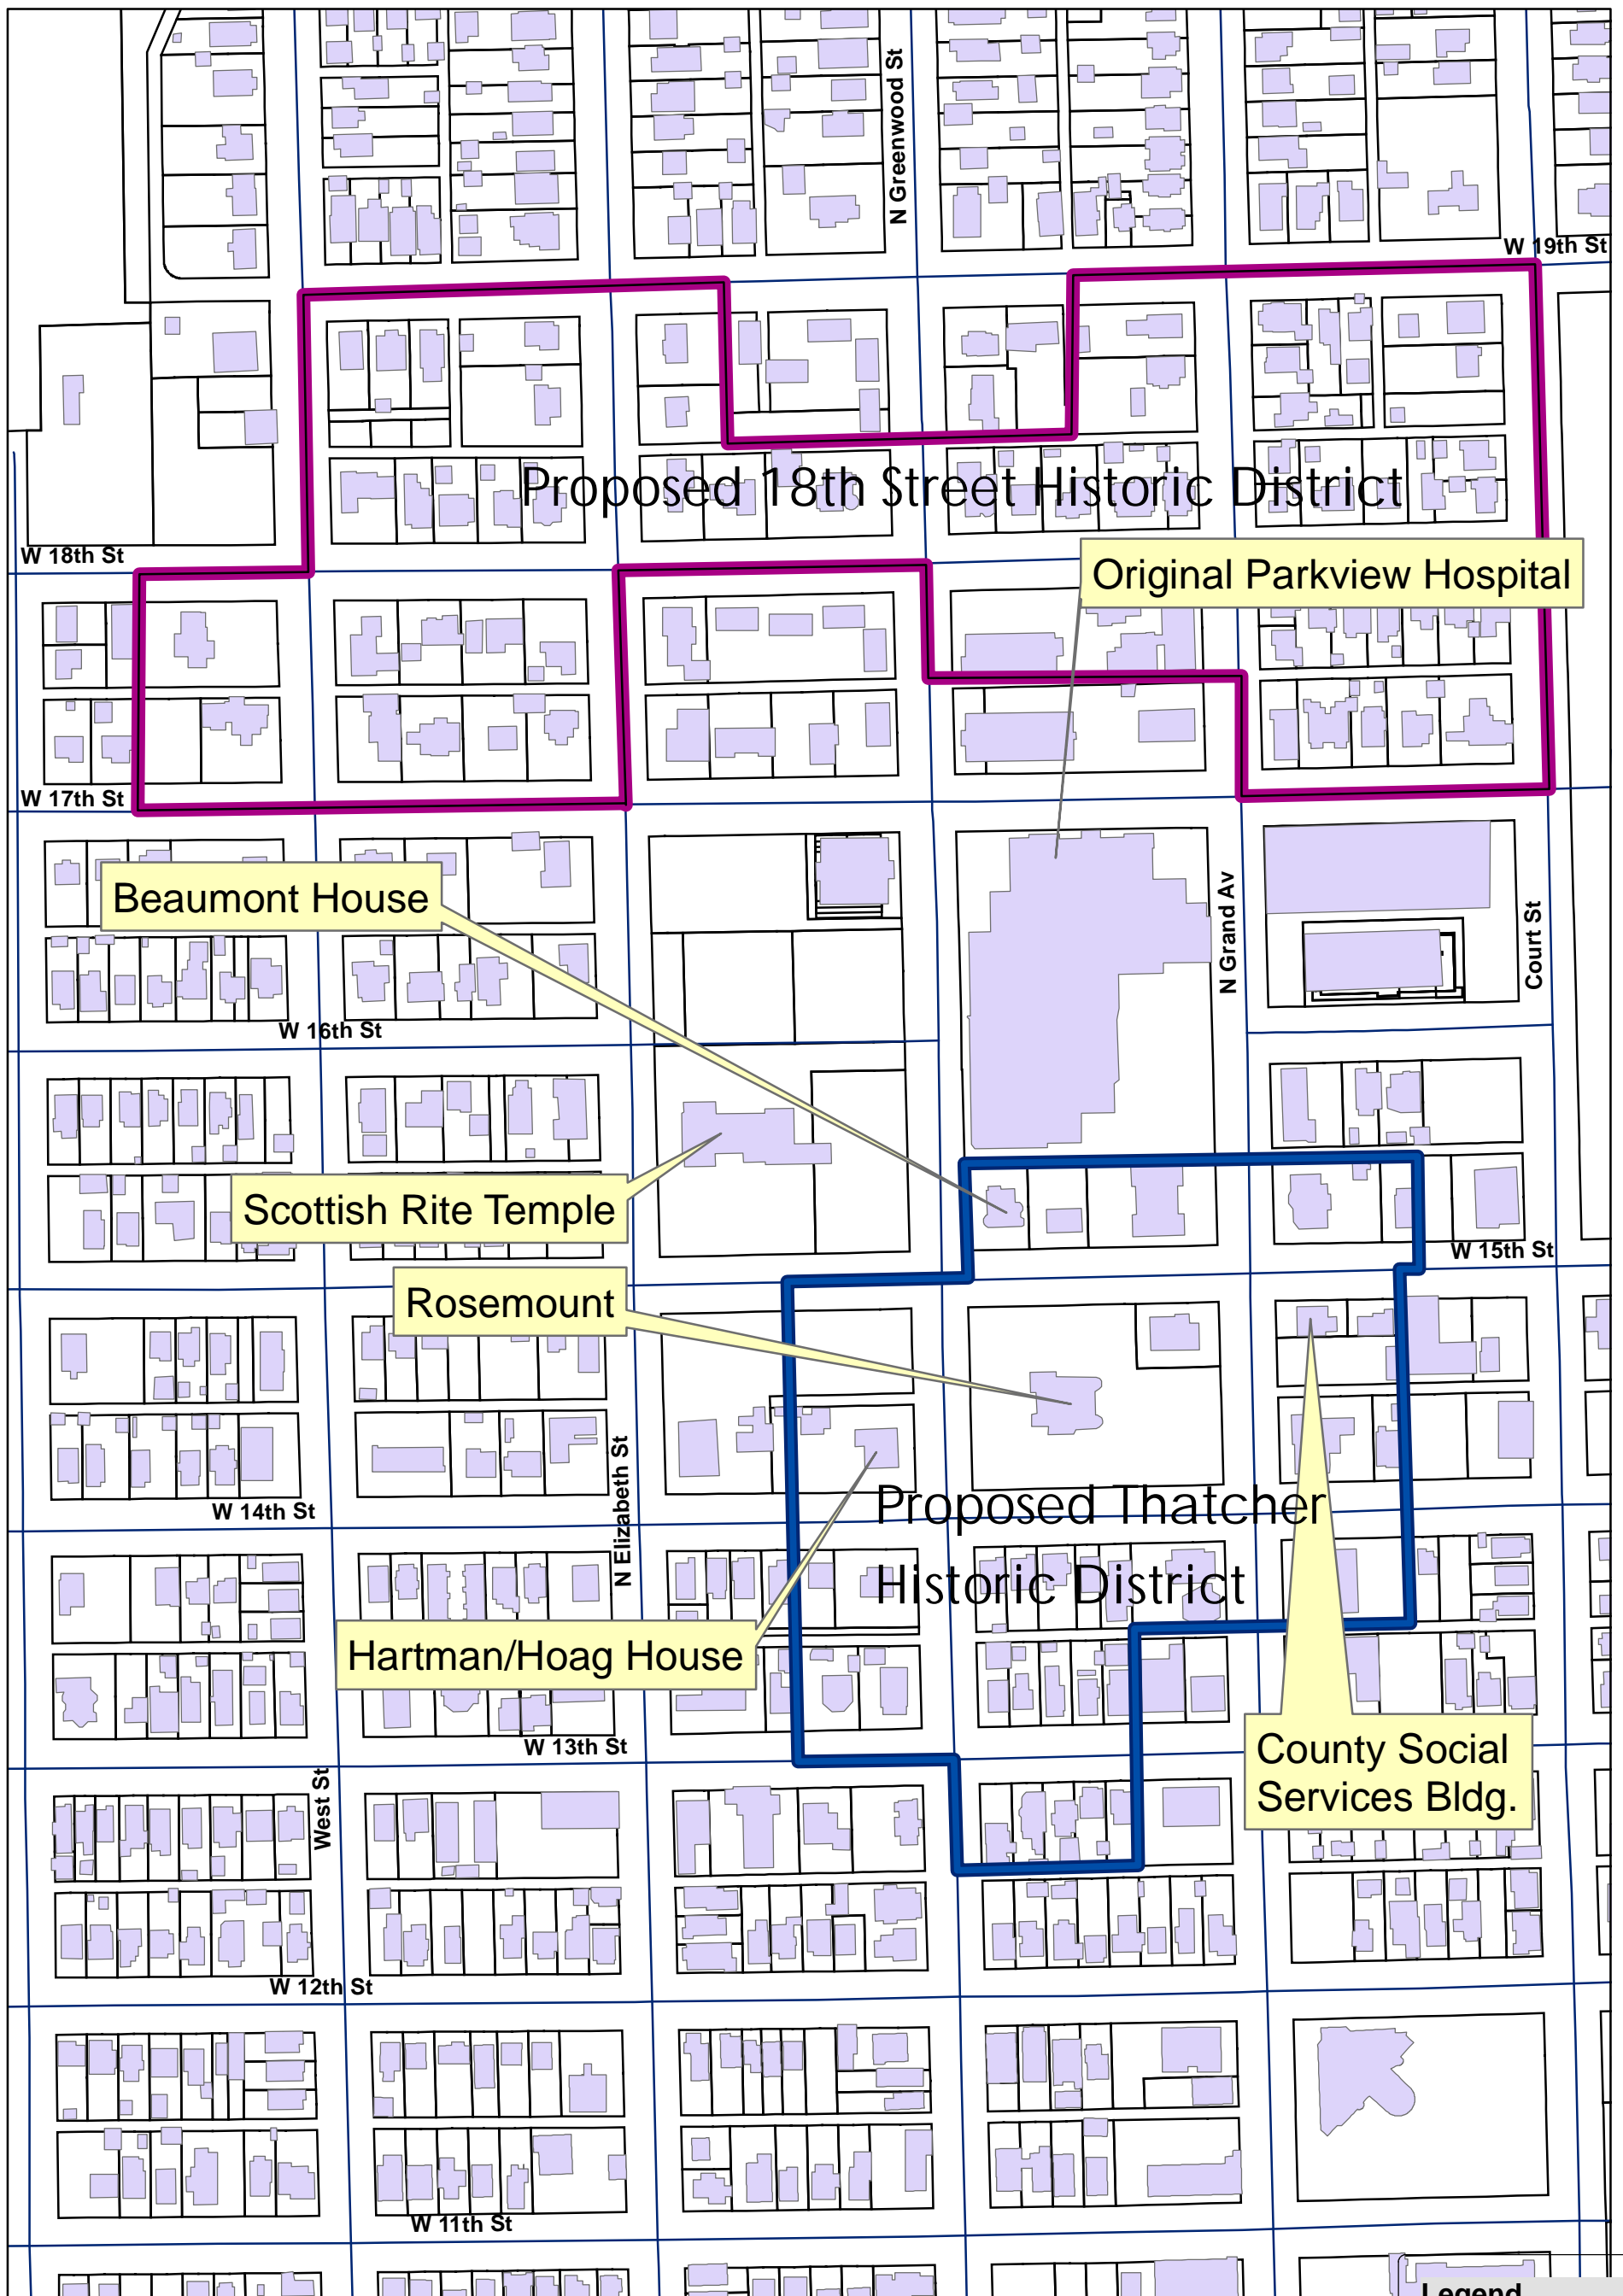 N Greenwood St
W 19th St
Proposed 18th Street Historic District
W 18th St
Original Parkview Hospital
W 17th St
Beaumont House
N Grand Av
Court St
W 16th St
Scottish Rite Temple
W 15th St
Rosemount
N Elizabeth St
W 14th St
Proposed Thatcher
Historic District
Hartman/Hoag House
W 13th St
County Social
Services Bldg.
West St
W 12th St
W 11th St
Legend